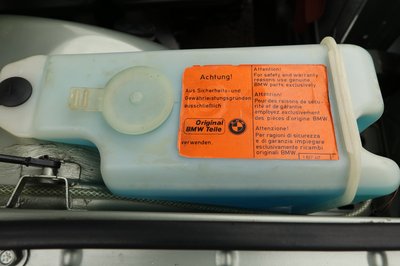 Achtung!
Aus Sicherheits- und
Gewährleistungsgründen
ausschließlich
Original
BMW Teile
verwenden.
Attention!
For safety and warranty
reasons use genuine
BMW parts exclusively
Attention!
Pour des raisons de sécu-
rité et de garantie
employer exclusivement
des pièces d'origine BMW
Attenzione!
Per ragioni di sicurezza
e di garanzia impiegare
esclusivamente ricambi
originali BMW